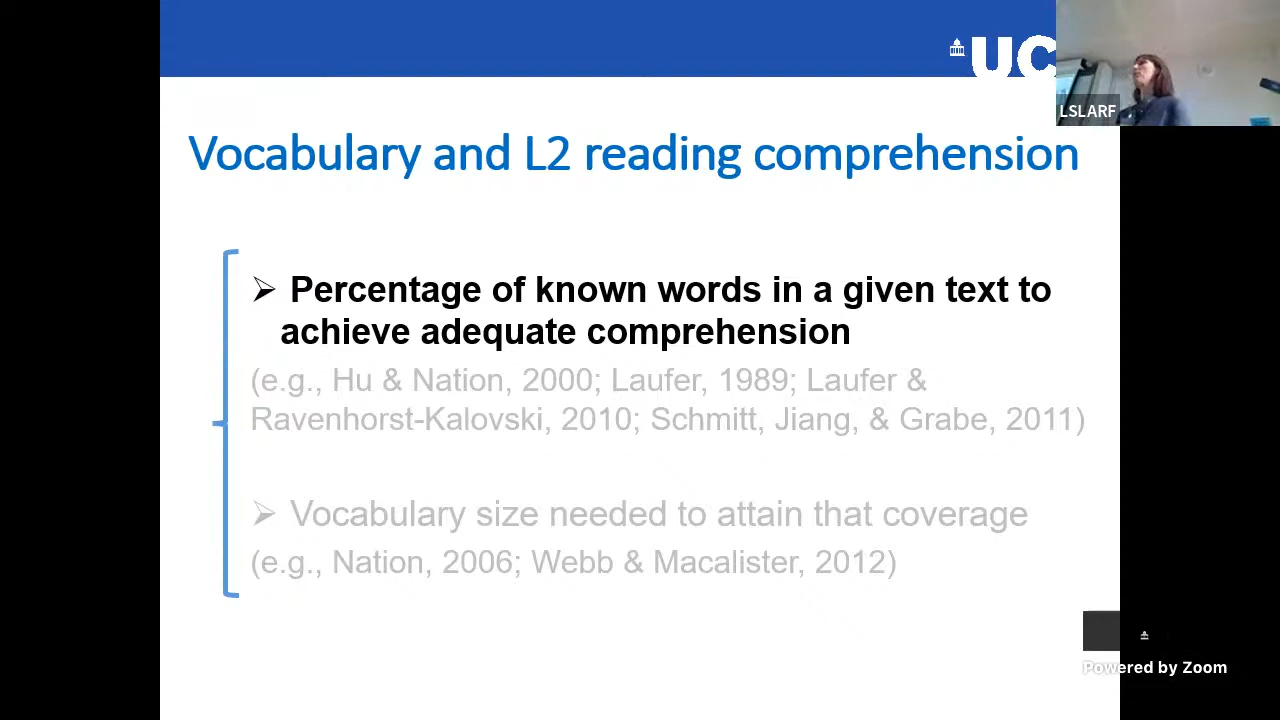 UC
LSLARF
Vocabulary and L2 reading comprehension
➢ Percentage of known words in a given text to
achieve adequate comprehension
(e.g., Hu & Nation, 2000; Laufer, 1989; Laufer &
Ravenhorst-Kalovski, 2010; Schmitt, Jiang, & Grabe, 2011)
➢ Vocabulary size needed to attain that coverage
(e.g., Nation, 2006; Webb & Macalister, 2012)
Powered by Zoom